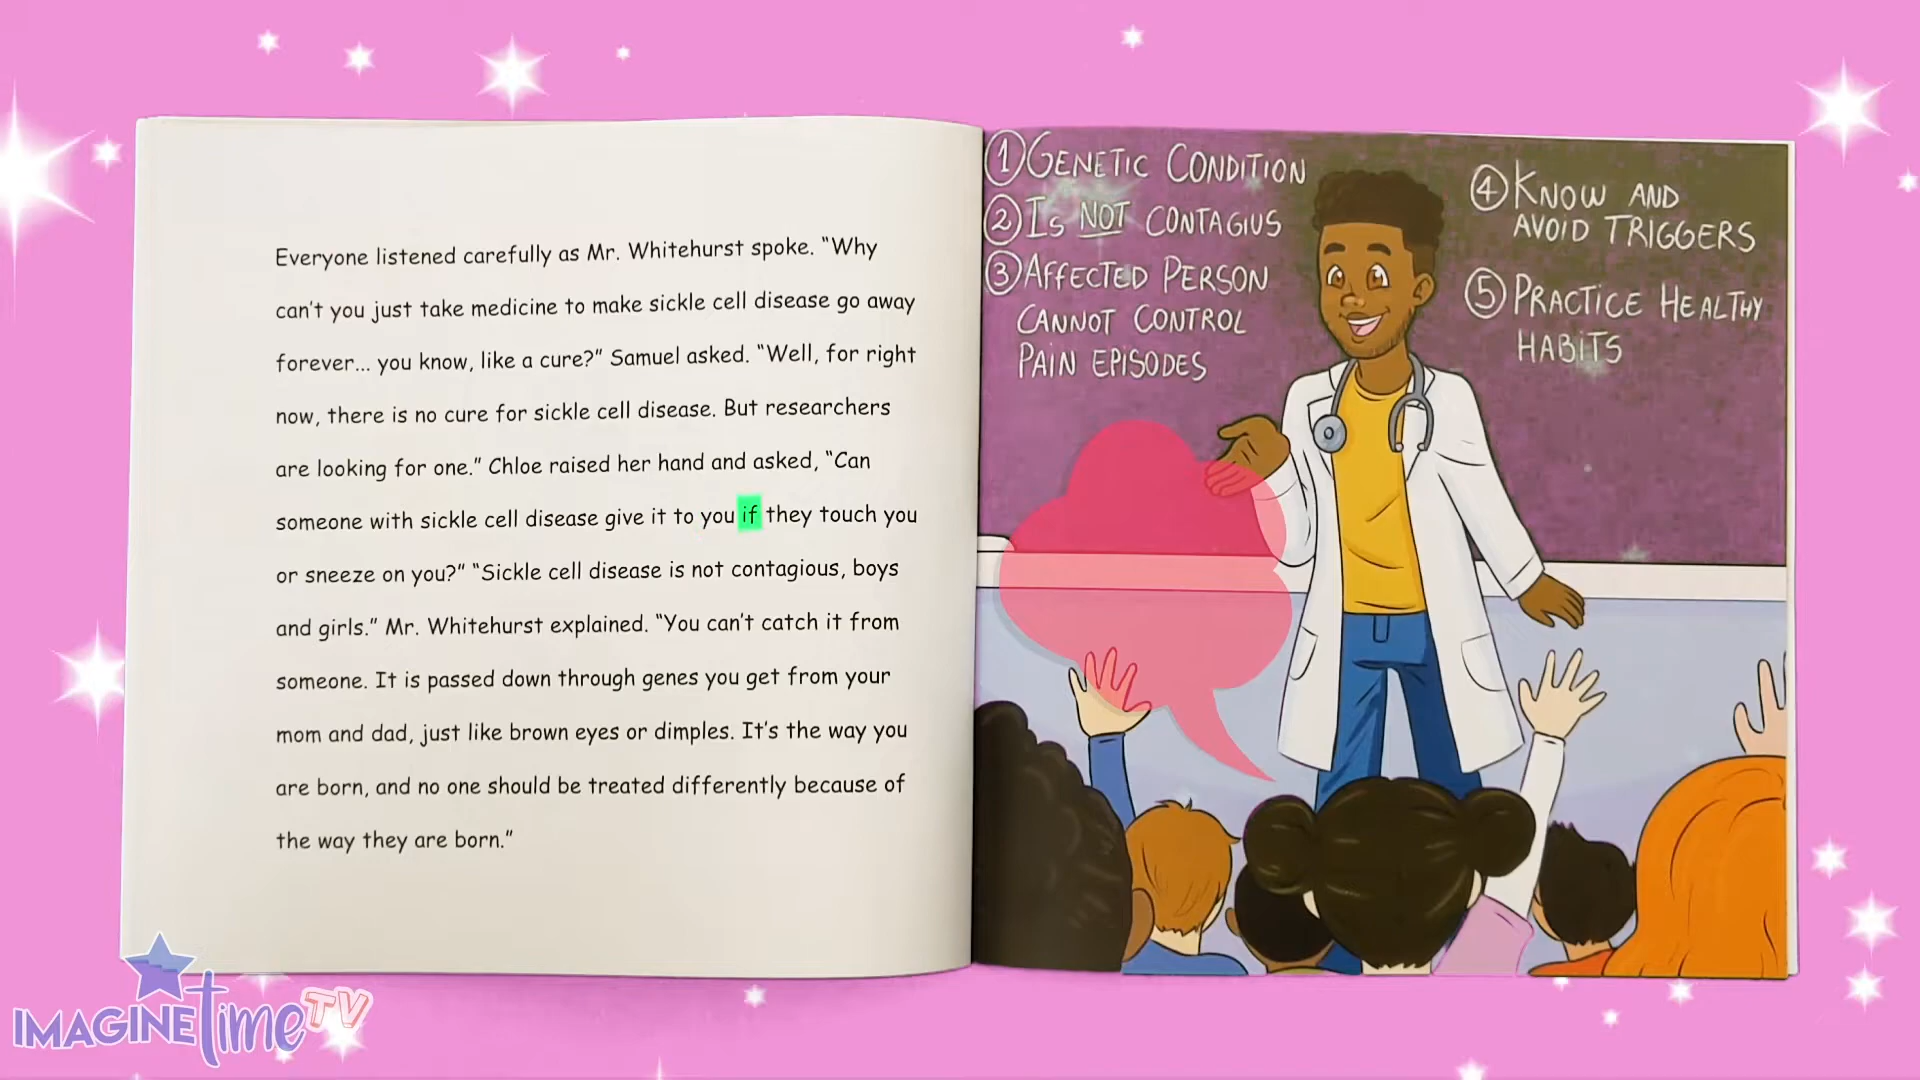 Everyone listened carefully as Mr. Whitehurst spoke. “Why
can’t you just take medicine to make sickle cell disease go away
forever... you know, like a cure?” Samuel asked. “Well, for right
now, there is no cure for sickle cell disease. But researchers
are looking for one.” Chloe raised her hand and asked, “Can
someone with sickle cell disease give it to you if they touch you
or sneeze on you?” “Sickle cell disease is not contagious, boys
and girls.” Mr. Whitehurst explained. “You can’t catch it from
someone. It is passed down through genes you get from your
mom and dad, just like brown eyes or dimples. It’s the way you
are born, and no one should be treated differently because of
the way they are born.”
① GENETIC CONDITION
② IS NOT CONTAGIUS
③ AFFECTED PERSON
CANNOT CONTROL
PAIN EPISODES
④ KNOW AND
AVOID TRIGGERS
⑤ PRACTICE HEALTHY
HABITS
IMAGINEtime TV